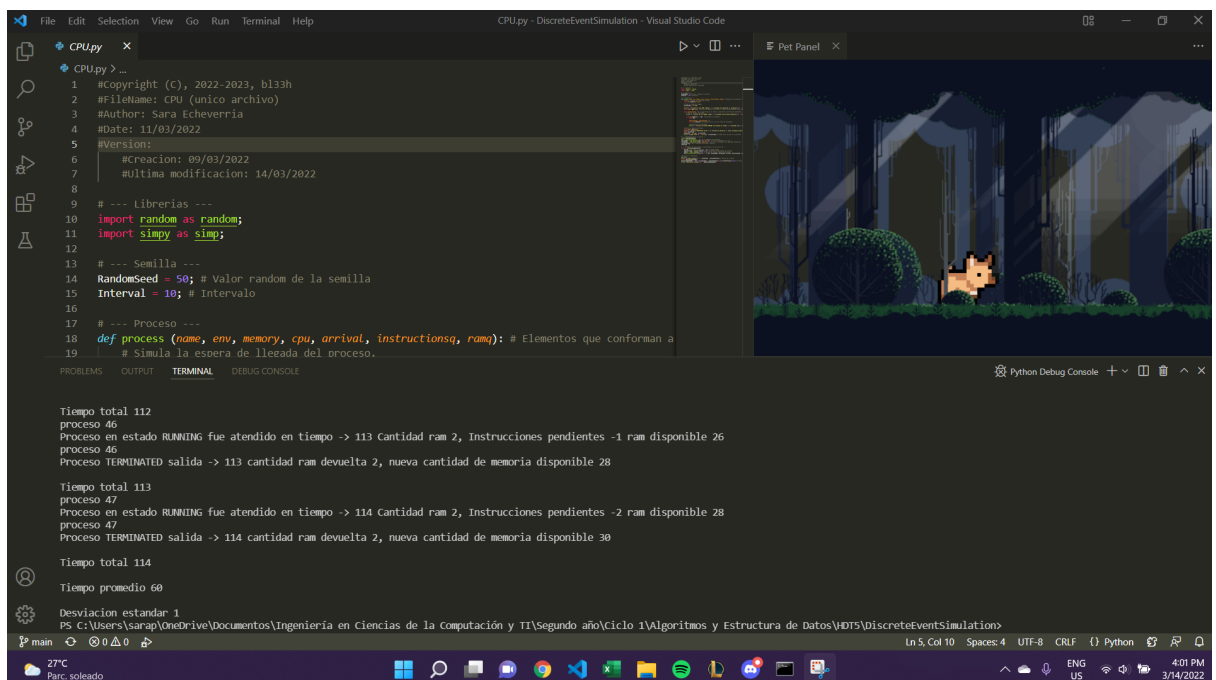 File Edit Selection View Go Run Terminal Help
CPU.py - DiscreteEventSimulation - Visual Studio Code
CPU.py
Pet Panel
CPU.py > ...
1 #Copyright (C), 2022-2023, bl33h
2 #FileName: CPU (unico archivo)
3 #Author: Sara Echeverria
4 #Date: 11/03/2022
5 #Version:
6 #Creacion: 09/03/2022
7 #Ultima modificacion: 14/03/2022
8
9 # --- Librerias ---
10 import random as random;
11 import simpy as simp;
12
13 # --- Semilla ---
14 RandomSeed = 50; # Valor random de la semilla
15 Interval = 10; # Intervalo
16
17 # --- Proceso ---
18 def process (name, env, memory, cpu, arrival, instructionsq, ramq): # Elementos que conforman a
19 # Simula la espera de llegada del proceso.
PROBLEMS OUTPUT TERMINAL DEBUG CONSOLE
Python Debug Console
Tiempo total 112
proceso 46
Proceso en estado RUNNING fue atendido en tiempo -> 113 Cantidad ram 2, Instrucciones pendientes -1 ram disponible 26
proceso 46
Proceso TERMINATED salida -> 113 cantidad ram devuelta 2, nueva cantidad de memoria disponible 28
Tiempo total 113
proceso 47
Proceso en estado RUNNING fue atendido en tiempo -> 114 Cantidad ram 2, Instrucciones pendientes -2 ram disponible 28
proceso 47
Proceso TERMINATED salida -> 114 cantidad ram devuelta 2, nueva cantidad de memoria disponible 30
Tiempo total 114
Tiempo promedio 60
Desviacion estandar 1
PS C:\Users\sarap\OneDrive\Documentos\Ingeniería en Ciencias de la Computación y TI\Segundo año\Ciclo 1\Algoritmos y Estructura de Datos\HDT5\DiscreteEventSimulation>
main 0 0 Ln 5, Col 10 Spaces: 4 UTF-8 CRLF {} Python
27°C
Parc. soleado
ENG
US
4:01 PM
3/14/2022